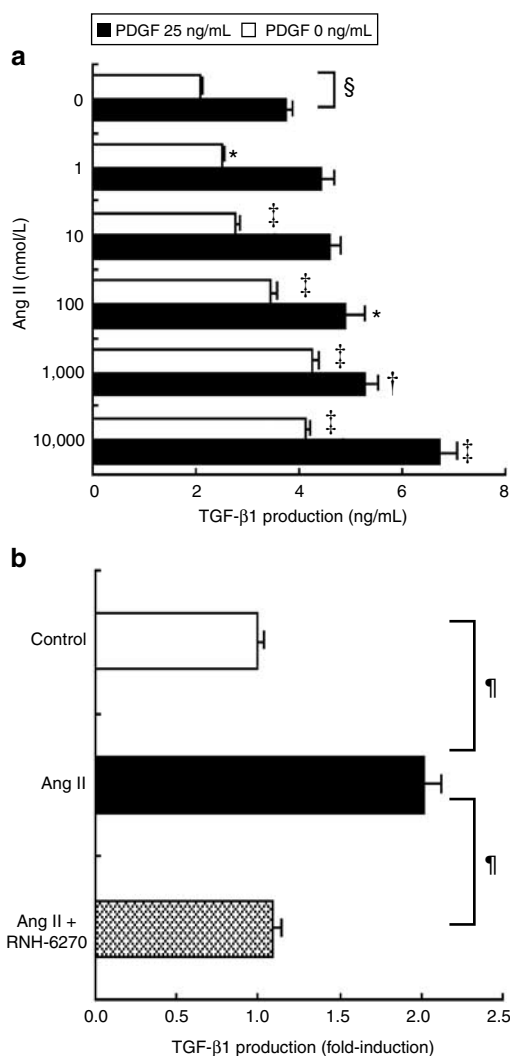 PDGF 25 ng/mL PDGF 0 ng/mL
a
§
0
1
*
10
‡
100
‡
*
1,000
‡
†
10,000
‡
‡
Ang II (nmol/L)
0 2 4 6 8
TGF-β1 production (ng/mL)
b
Control
¶
Ang II
¶
Ang II +
RNH-6270
0.0 0.5 1.0 2.0 2.5
TGF-β1 production (fold-induction)